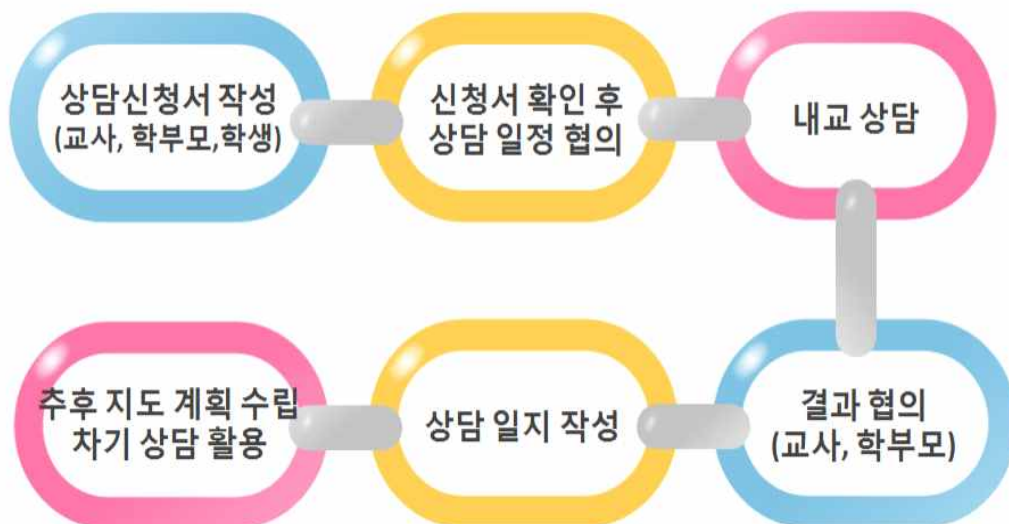 상담신청서 작성
(교사, 학부모,학생)
신청서 확인 후
상담 일정 협의
내교 상담
결과 협의
(교사, 학부모)
상담 일지 작성
추후 지도 계획 수립
차기 상담 활용